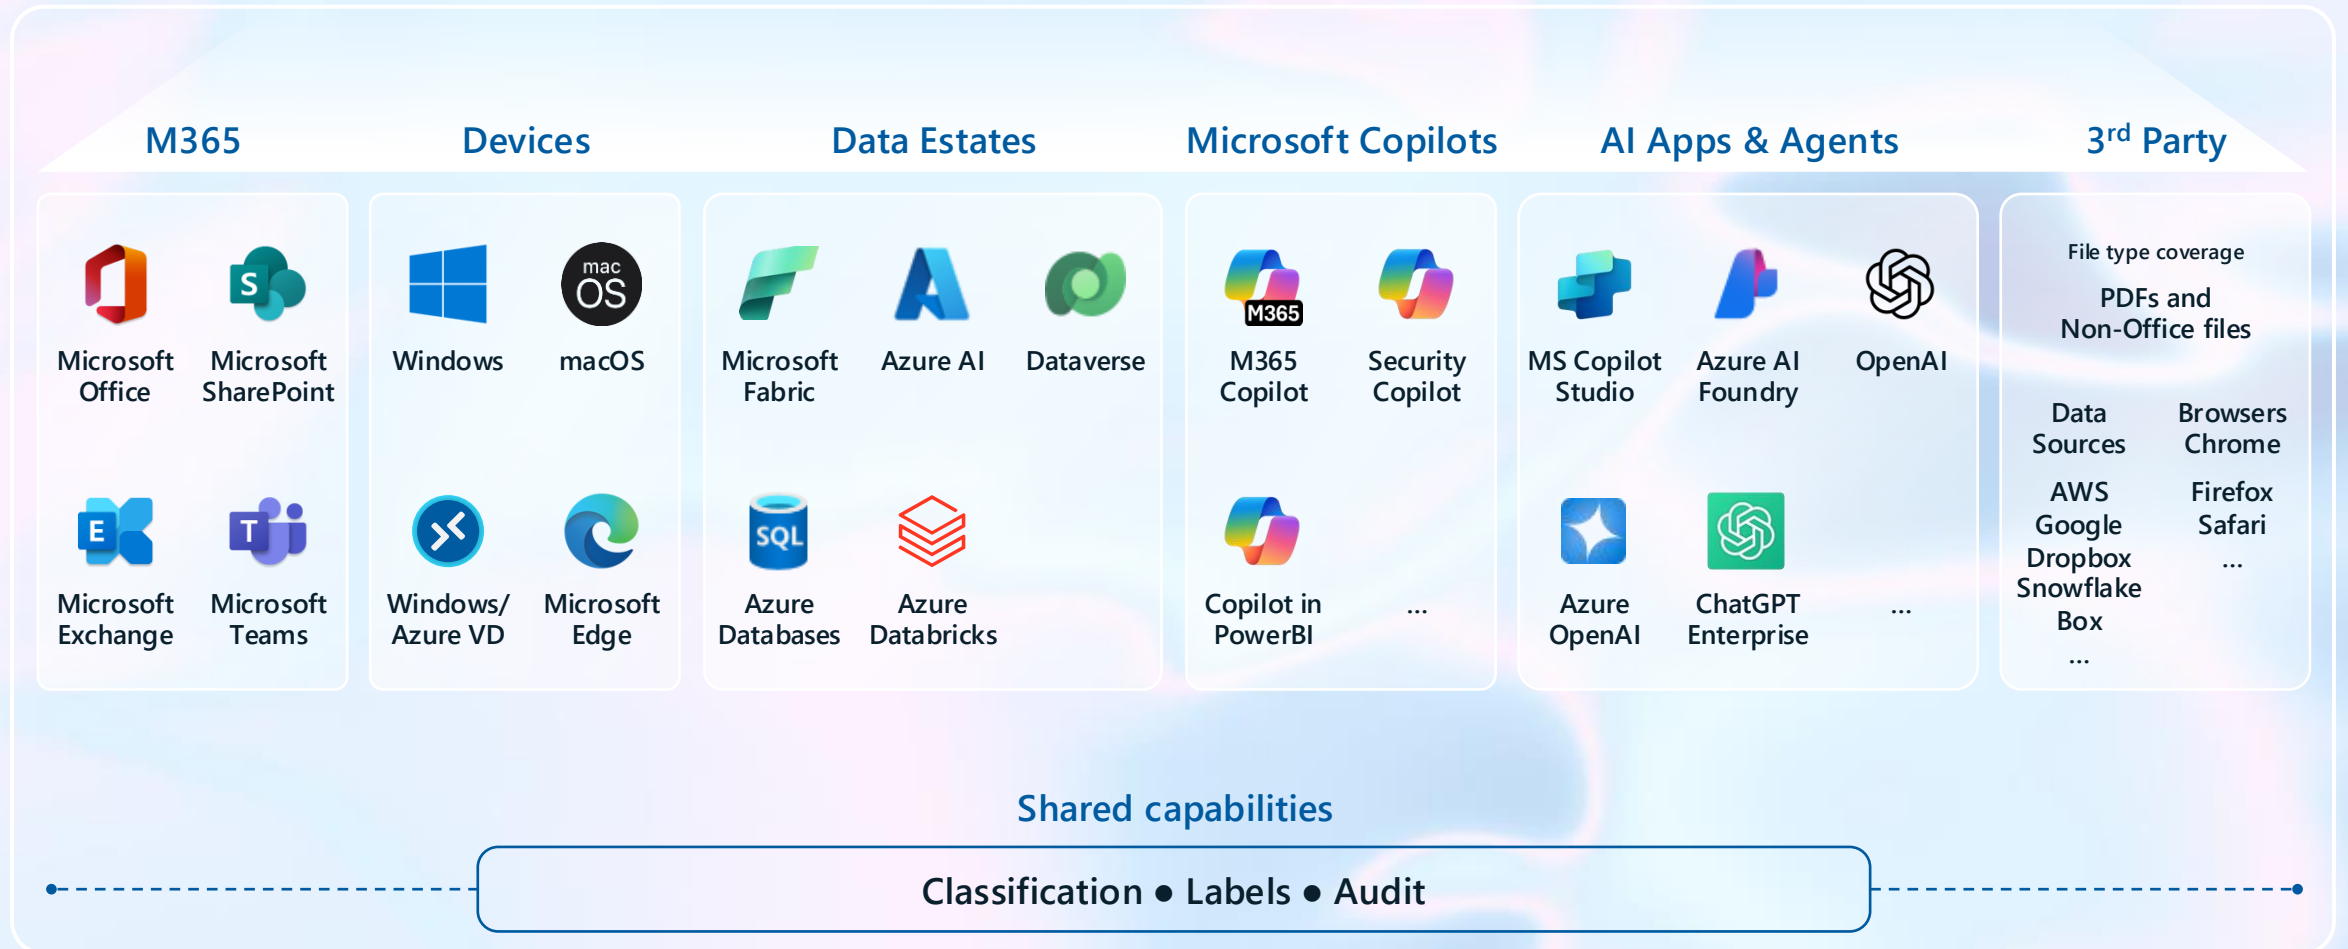 M365
Devices
Data Estates
Microsoft Copilots
AI Apps & Agents
3rd Party
Microsoft
Office
S
Microsoft
SharePoint
E
Microsoft
Exchange
T
Microsoft
Teams
Windows
mac
OS
macOS
Windows/
Azure VD
Microsoft
Edge
Microsoft
Fabric
Azure AI
Dataverse
SQL
Azure
Databases
Azure
Databricks
M365
M365
Copilot
Security
Copilot
Copilot in
PowerBI
...
MS Copilot
Studio
Azure AI
Foundry
OpenAI
Azure
OpenAI
ChatGPT
Enterprise
...
File type coverage
PDFs and
Non-Office files
Data
Sources
AWS
Google
Dropbox
Snowflake
Box
...
Browsers
Chrome
Firefox
Safari
...
Shared capabilities
Classification ● Labels ● Audit